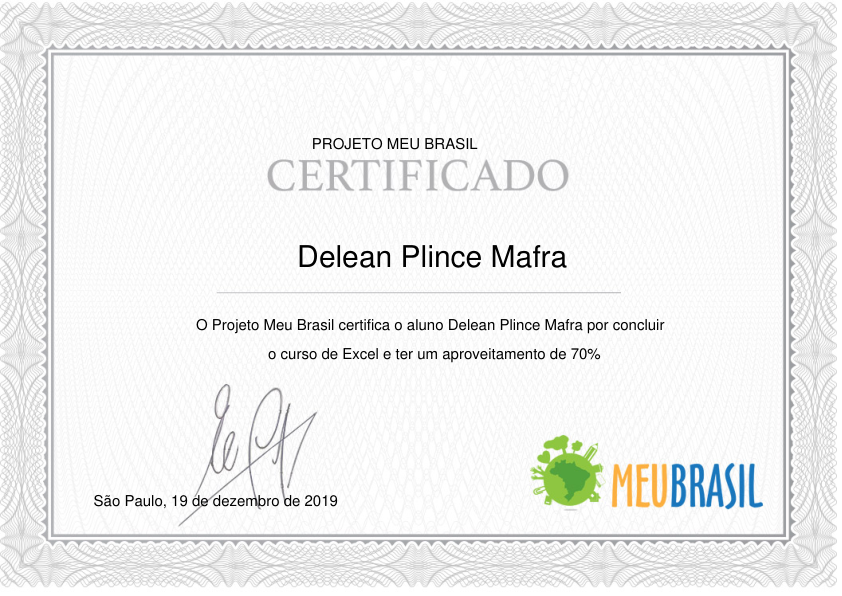 PROJETO MEU BRASIL
CERTIFICADO
Delean Plince Mafra
O Projeto Meu Brasil certifica o aluno Delean Plince Mafra por concluir
o curso de Excel e ter um aproveitamento de 70%
São Paulo, 19 de dezembro de 2019
MEUBRASIL